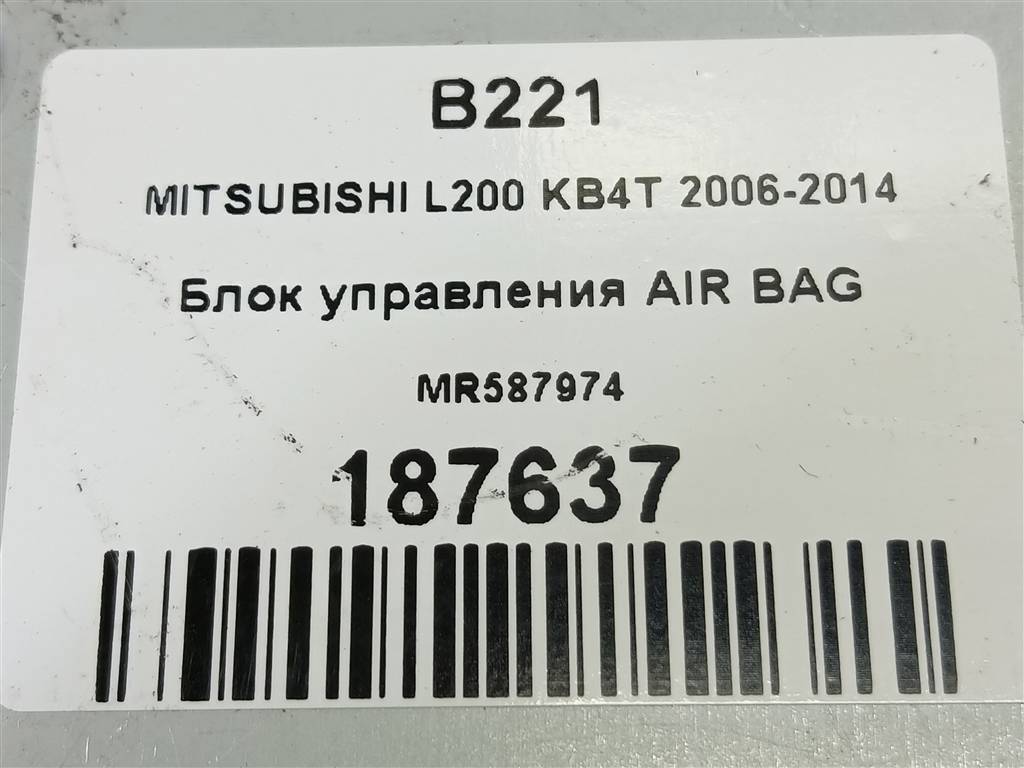 B221
MITSUBISHI L200 KB4T 2006-2014
Блок управления AIR BAG
MR587974
187637